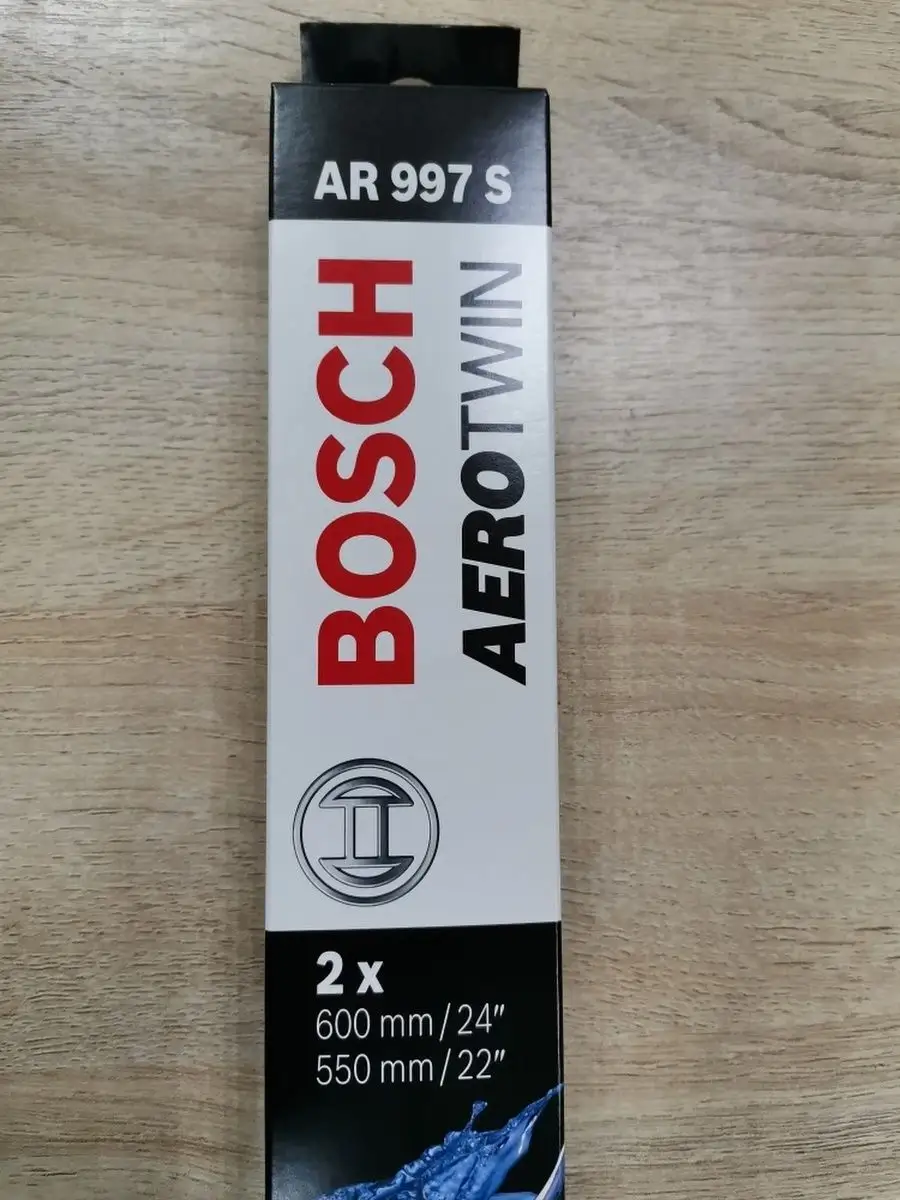 AR 997 S
BOSCH
AEROTWIN
2 x
600 mm / 24"
550 mm / 22"